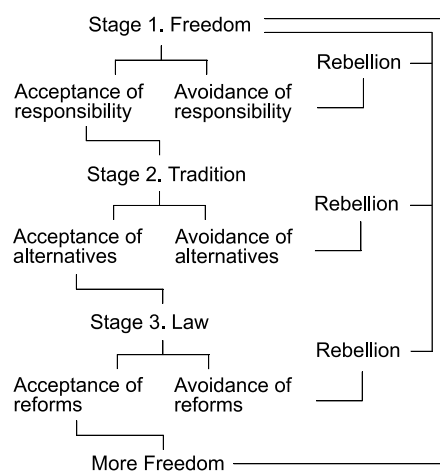 Stage 1. Freedom
Rebellion
Acceptance of
responsibility
Avoidance of
responsibility
Stage 2. Tradition
Rebellion
Acceptance of
alternatives
Avoidance of
alternatives
Stage 3. Law
Rebellion
Acceptance of
reforms
Avoidance of
reforms
More Freedom